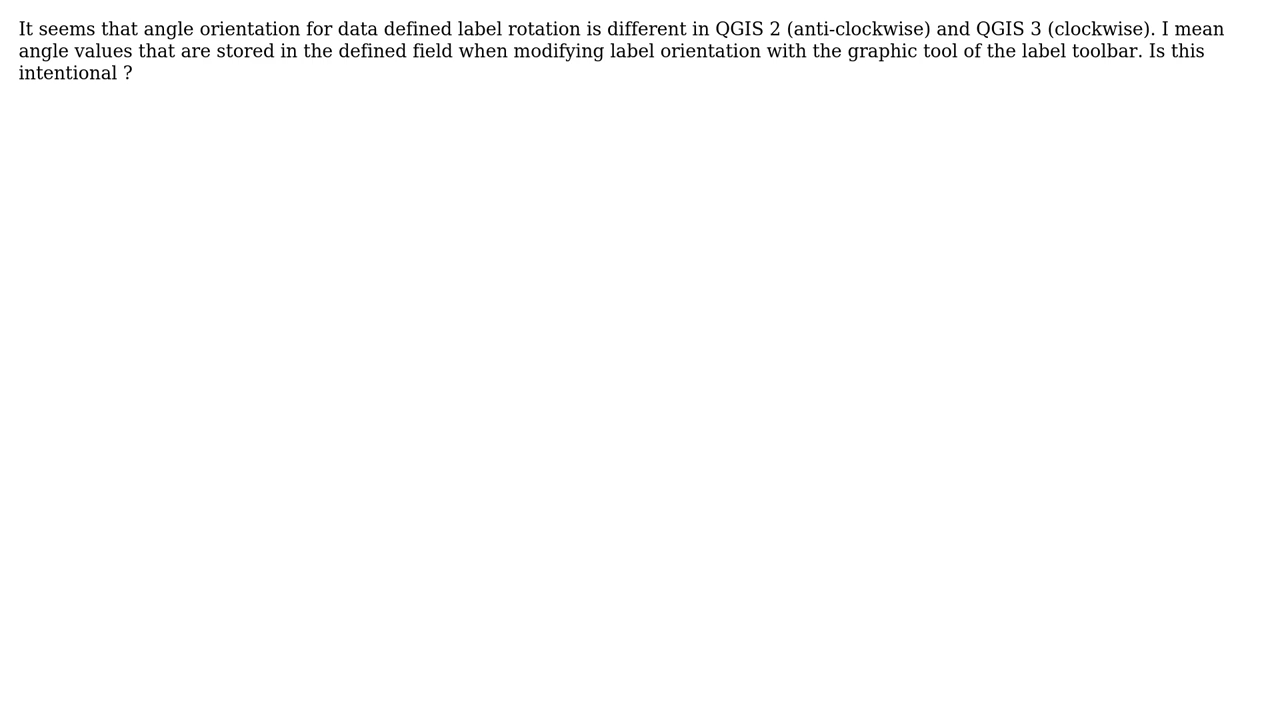 It seems that angle orientation for data defined label rotation is different in QGIS 2 (anti-clockwise) and QGIS 3 (clockwise). I mean
angle values that are stored in the defined field when modifying label orientation with the graphic tool of the label toolbar. Is this
intentional ?